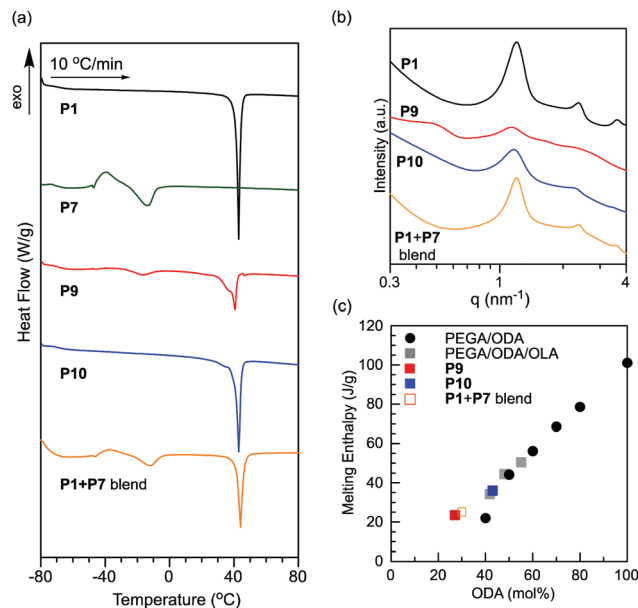 (a)
exo
10 °C/min
P1
P7
P9
P10
P1+P7 blend
Heat Flow (W/g)
-80 -40 0 40 80
Temperature (°C)
(b)
P1
P9
P10
P1+P7
blend
Intensity (a.u.)
0.3 1 4
q (nm-1)
(c)
120
100
80
60
40
20
0
Melting Enthalpy (J/g)
PEGA/ODA
PEGA/ODA/OLA
P9
P10
P1+P7 blend
0 20 40 60 80 100
ODA (mol%)